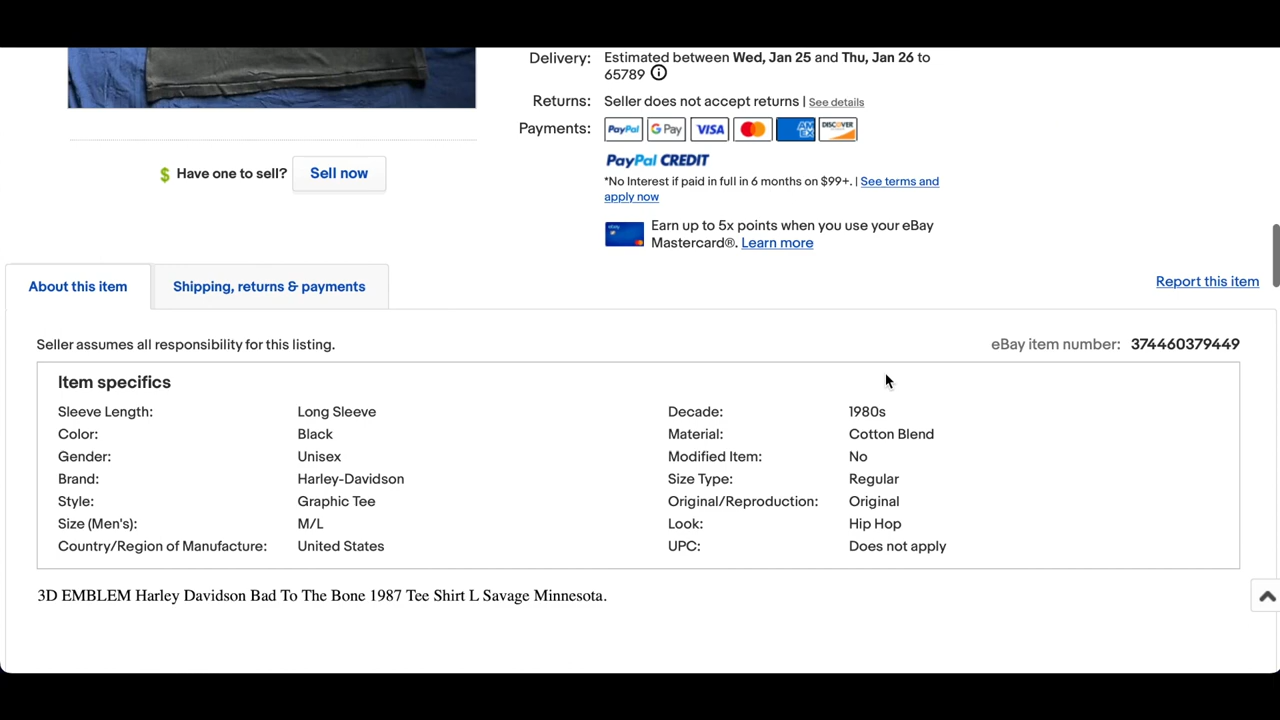 Delivery: Estimated between Wed, Jan 25 and Thu, Jan 26 to
65789
Returns: Seller does not accept returns | See details
Payments: PayPal G Pay VISA AM EX DISCOVER
PayPal CREDIT
*No Interest if paid in full in 6 months on $99+. | See terms and
apply now
Earn up to 5x points when you use your eBay
Mastercard®. Learn more
Have one to sell? Sell now
About this item
Shipping, returns & payments
Report this item
Seller assumes all responsibility for this listing.
eBay item number: 374460379449
Item specifics
Sleeve Length: Long Sleeve
Color: Black
Gender: Unisex
Brand: Harley-Davidson
Style: Graphic Tee
Size (Men's): M/L
Country/Region of Manufacture: United States
Decade: 1980s
Material: Cotton Blend
Modified Item: No
Size Type: Regular
Original/Reproduction: Original
Look: Hip Hop
UPC: Does not apply
3D EMBLEM Harley Davidson Bad To The Bone 1987 Tee Shirt L Savage Minnesota.